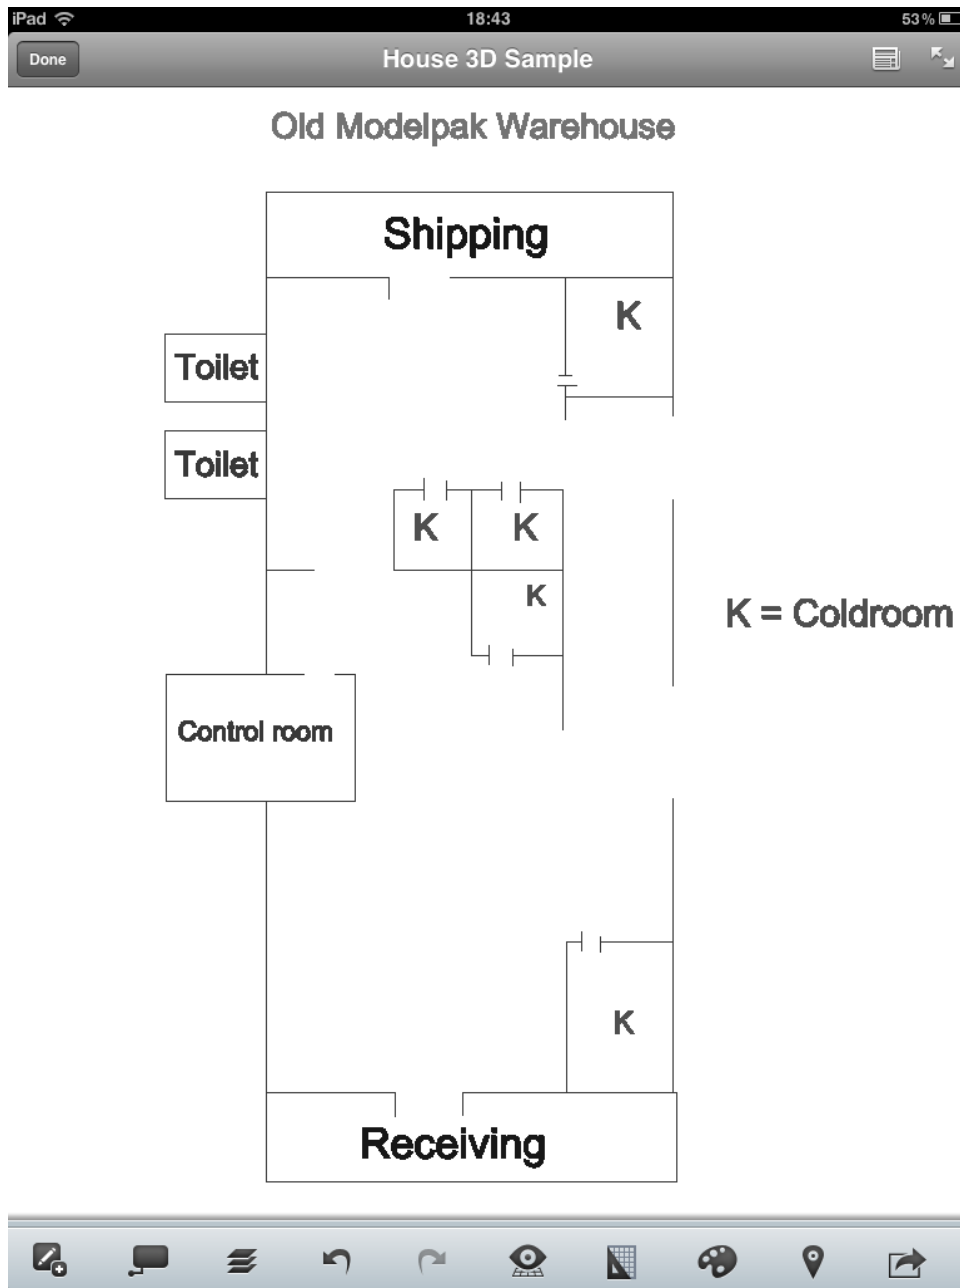 iPad 18:43 53%
Done House 3D Sample
Old Modelpak Warehouse
Shipping
K
Toilet
Toilet
K K
K
K = Coldroom
Control room
K
Receiving